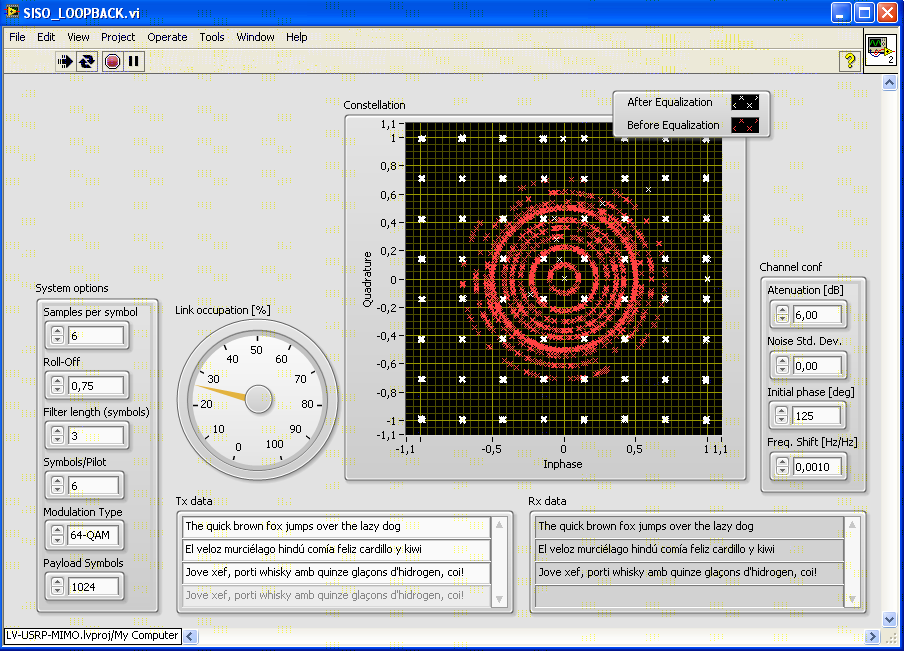 SISO_LOOPBACK.vi
File Edit View Project Operate Tools Window Help
2
Constellation
After Equalization
Before Equalization
1,1
1
0,8
0,6
0,4
0,2
0
-0,2
-0,4
-0,6
-0,8
-1
-1,1
Quadrature
-1,1 -0,5 0 0,5 1 1,1
Inphase
System options
Samples per symbol
6
Roll-Off
0,75
Filter length (symbols)
3
Symbols/Pilot
6
Modulation Type
64-QAM
Payload Symbols
1024
Link occupation [%]
0 10 20 30 40 50 60 70 80 90 100
Channel conf
Atenuation [dB]
6,00
Noise Std. Dev.
0,00
Initial phase [deg]
125
Freq. Shift [Hz/Hz]
0,0010
Tx data
The quick brown fox jumps over the lazy dog
El veloz murciélago hindú comía feliz cardillo y kiwi
Jove xef, porti whisky amb quinze glaçons d'hidrogen, coi!
Jove xef, porti whisky amb quinze glaçons d'hidrogen, coi!
Rx data
The quick brown fox jumps over the lazy dog
El veloz murciélago hindú comía feliz cardillo y kiwi
Jove xef, porti whisky amb quinze glaçons d'hidrogen, coi!
LV-USRP-MIMO.lvproj/My Computer